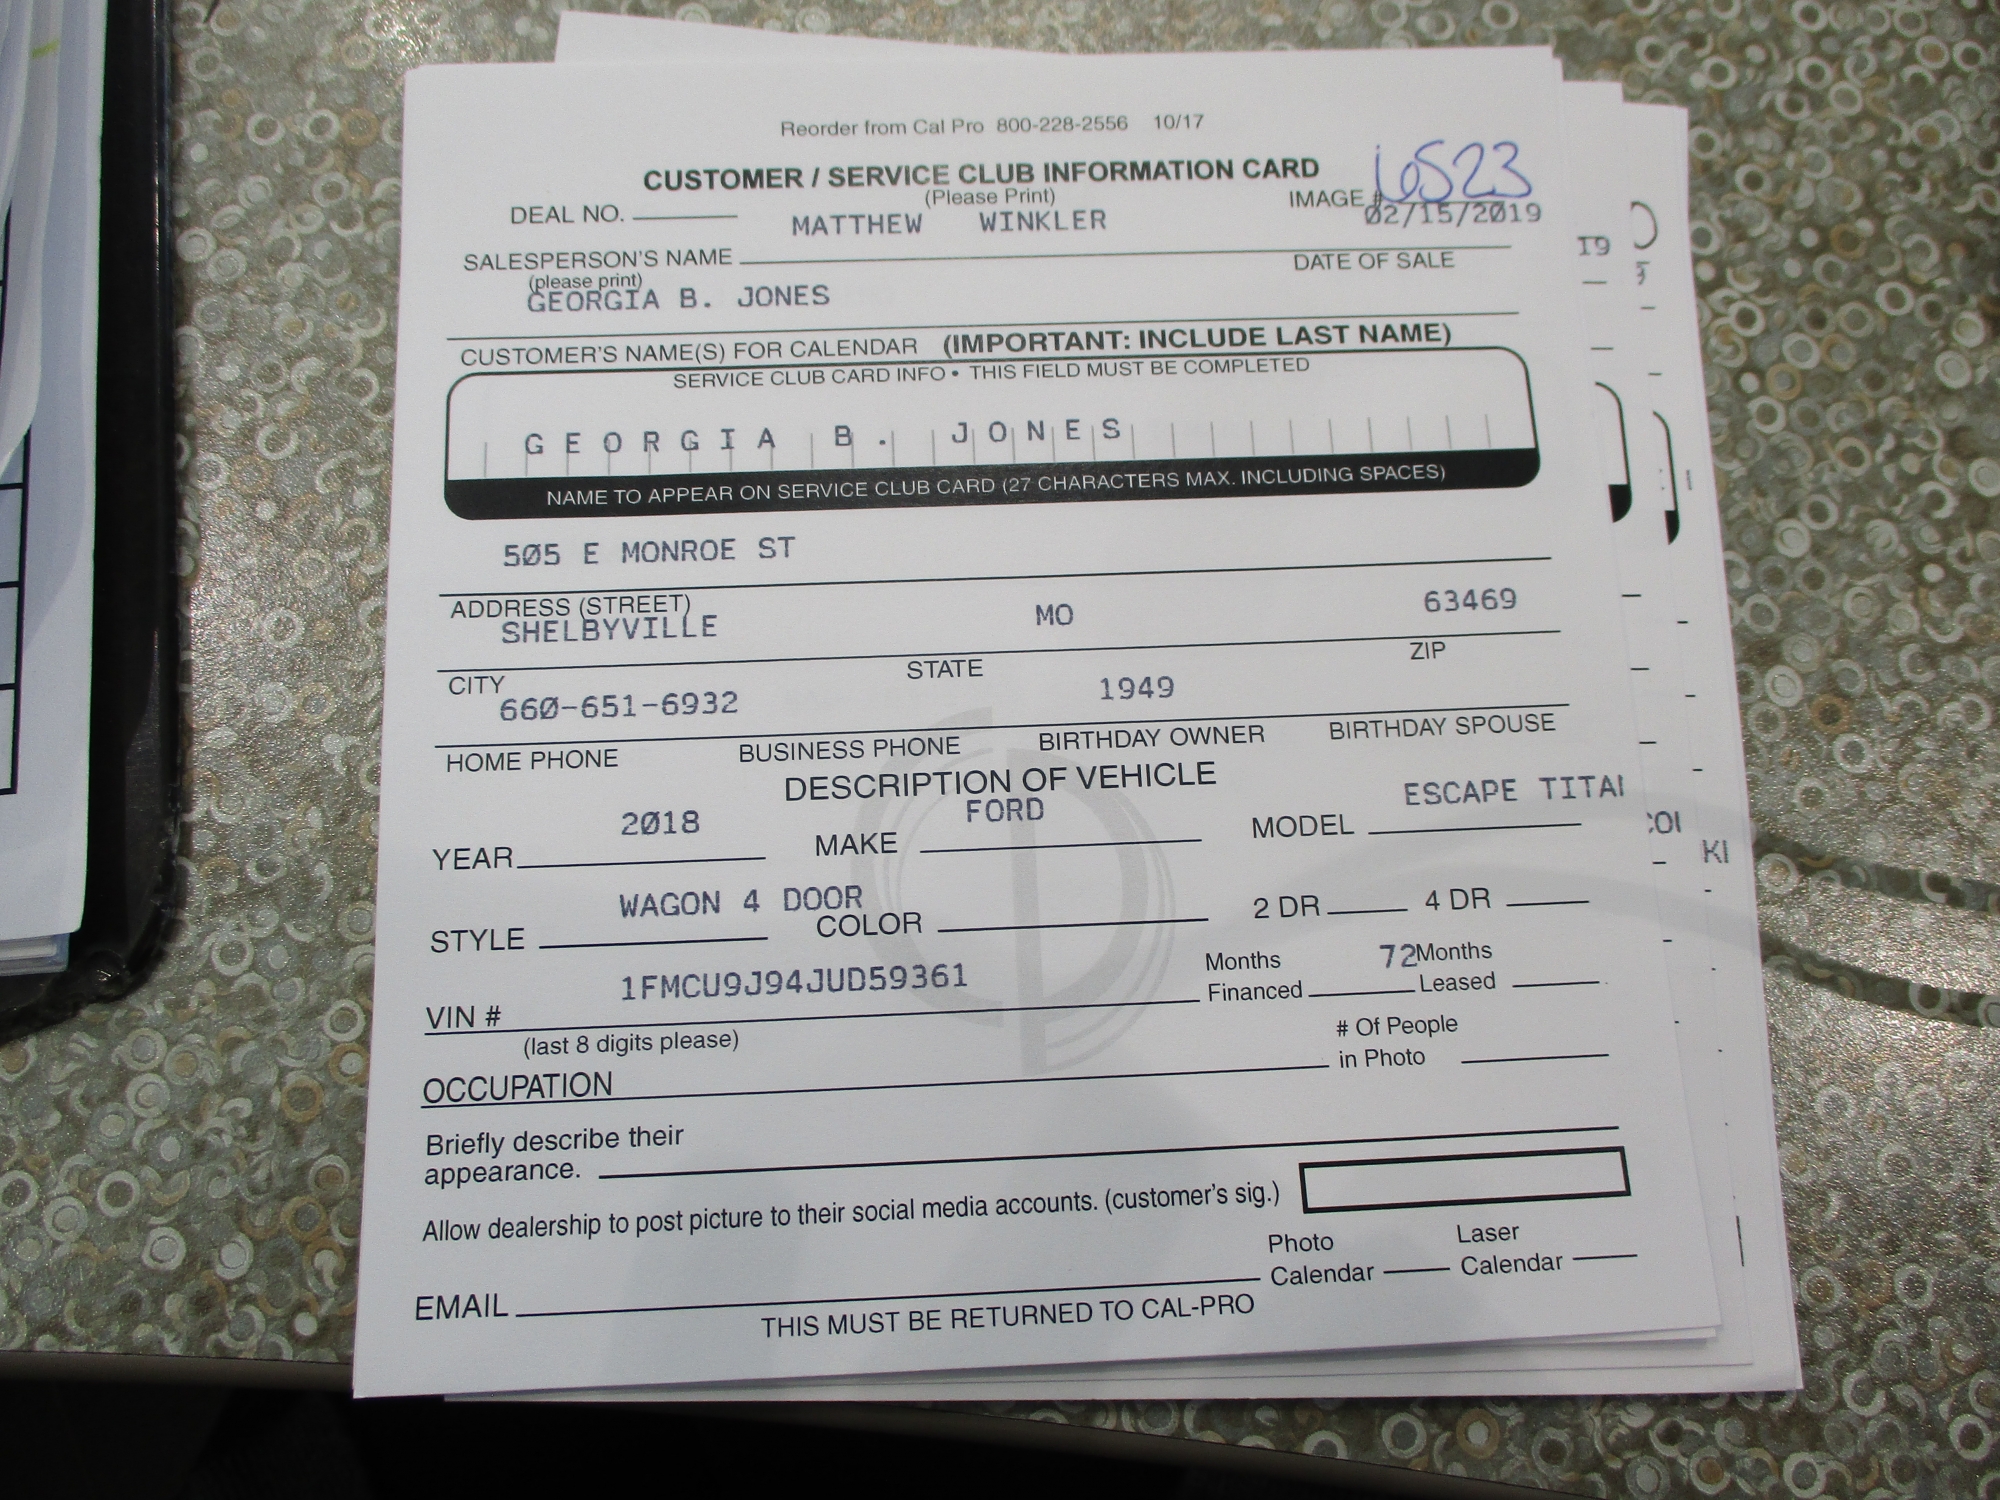 Reorder from Cal Pro 800-228-2556 10/17
CUSTOMER / SERVICE CLUB INFORMATION CARD
(Please Print)
IMAGE # 6523
DEAL NO.
MATTHEW WINKLER 02/15/2019
SALESPERSON'S NAME DATE OF SALE
(please print)
GEORGIA B. JONES
CUSTOMER'S NAME(S) FOR CALENDAR (IMPORTANT: INCLUDE LAST NAME)
SERVICE CLUB CARD INFO • THIS FIELD MUST BE COMPLETED
GEORGIA B. JONES
NAME TO APPEAR ON SERVICE CLUB CARD (27 CHARACTERS MAX. INCLUDING SPACES)
505 E MONROE ST
ADDRESS (STREET)
SHELBYVILLE MO 63469
CITY STATE ZIP
660-651-6932 1949
HOME PHONE BUSINESS PHONE BIRTHDAY OWNER BIRTHDAY SPOUSE
DESCRIPTION OF VEHICLE
2018 FORD ESCAPE TITAI
YEAR MAKE MODEL
WAGON 4 DOOR
STYLE COLOR 2 DR 4 DR
1FMCU9J94JUD59361 Months Financed 72 Months Leased
VIN #
(last 8 digits please)
# Of People in Photo
OCCUPATION
Briefly describe their
appearance.
Allow dealership to post picture to their social media accounts. (customer's sig.)
Photo Calendar Laser Calendar
EMAIL
THIS MUST BE RETURNED TO CAL-PRO